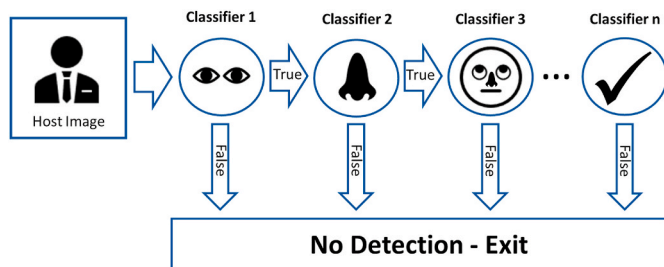 Classifier 1
Classifier 2
Classifier 3
Classifier n
Host Image
True
True
False
False
False
False
No Detection - Exit